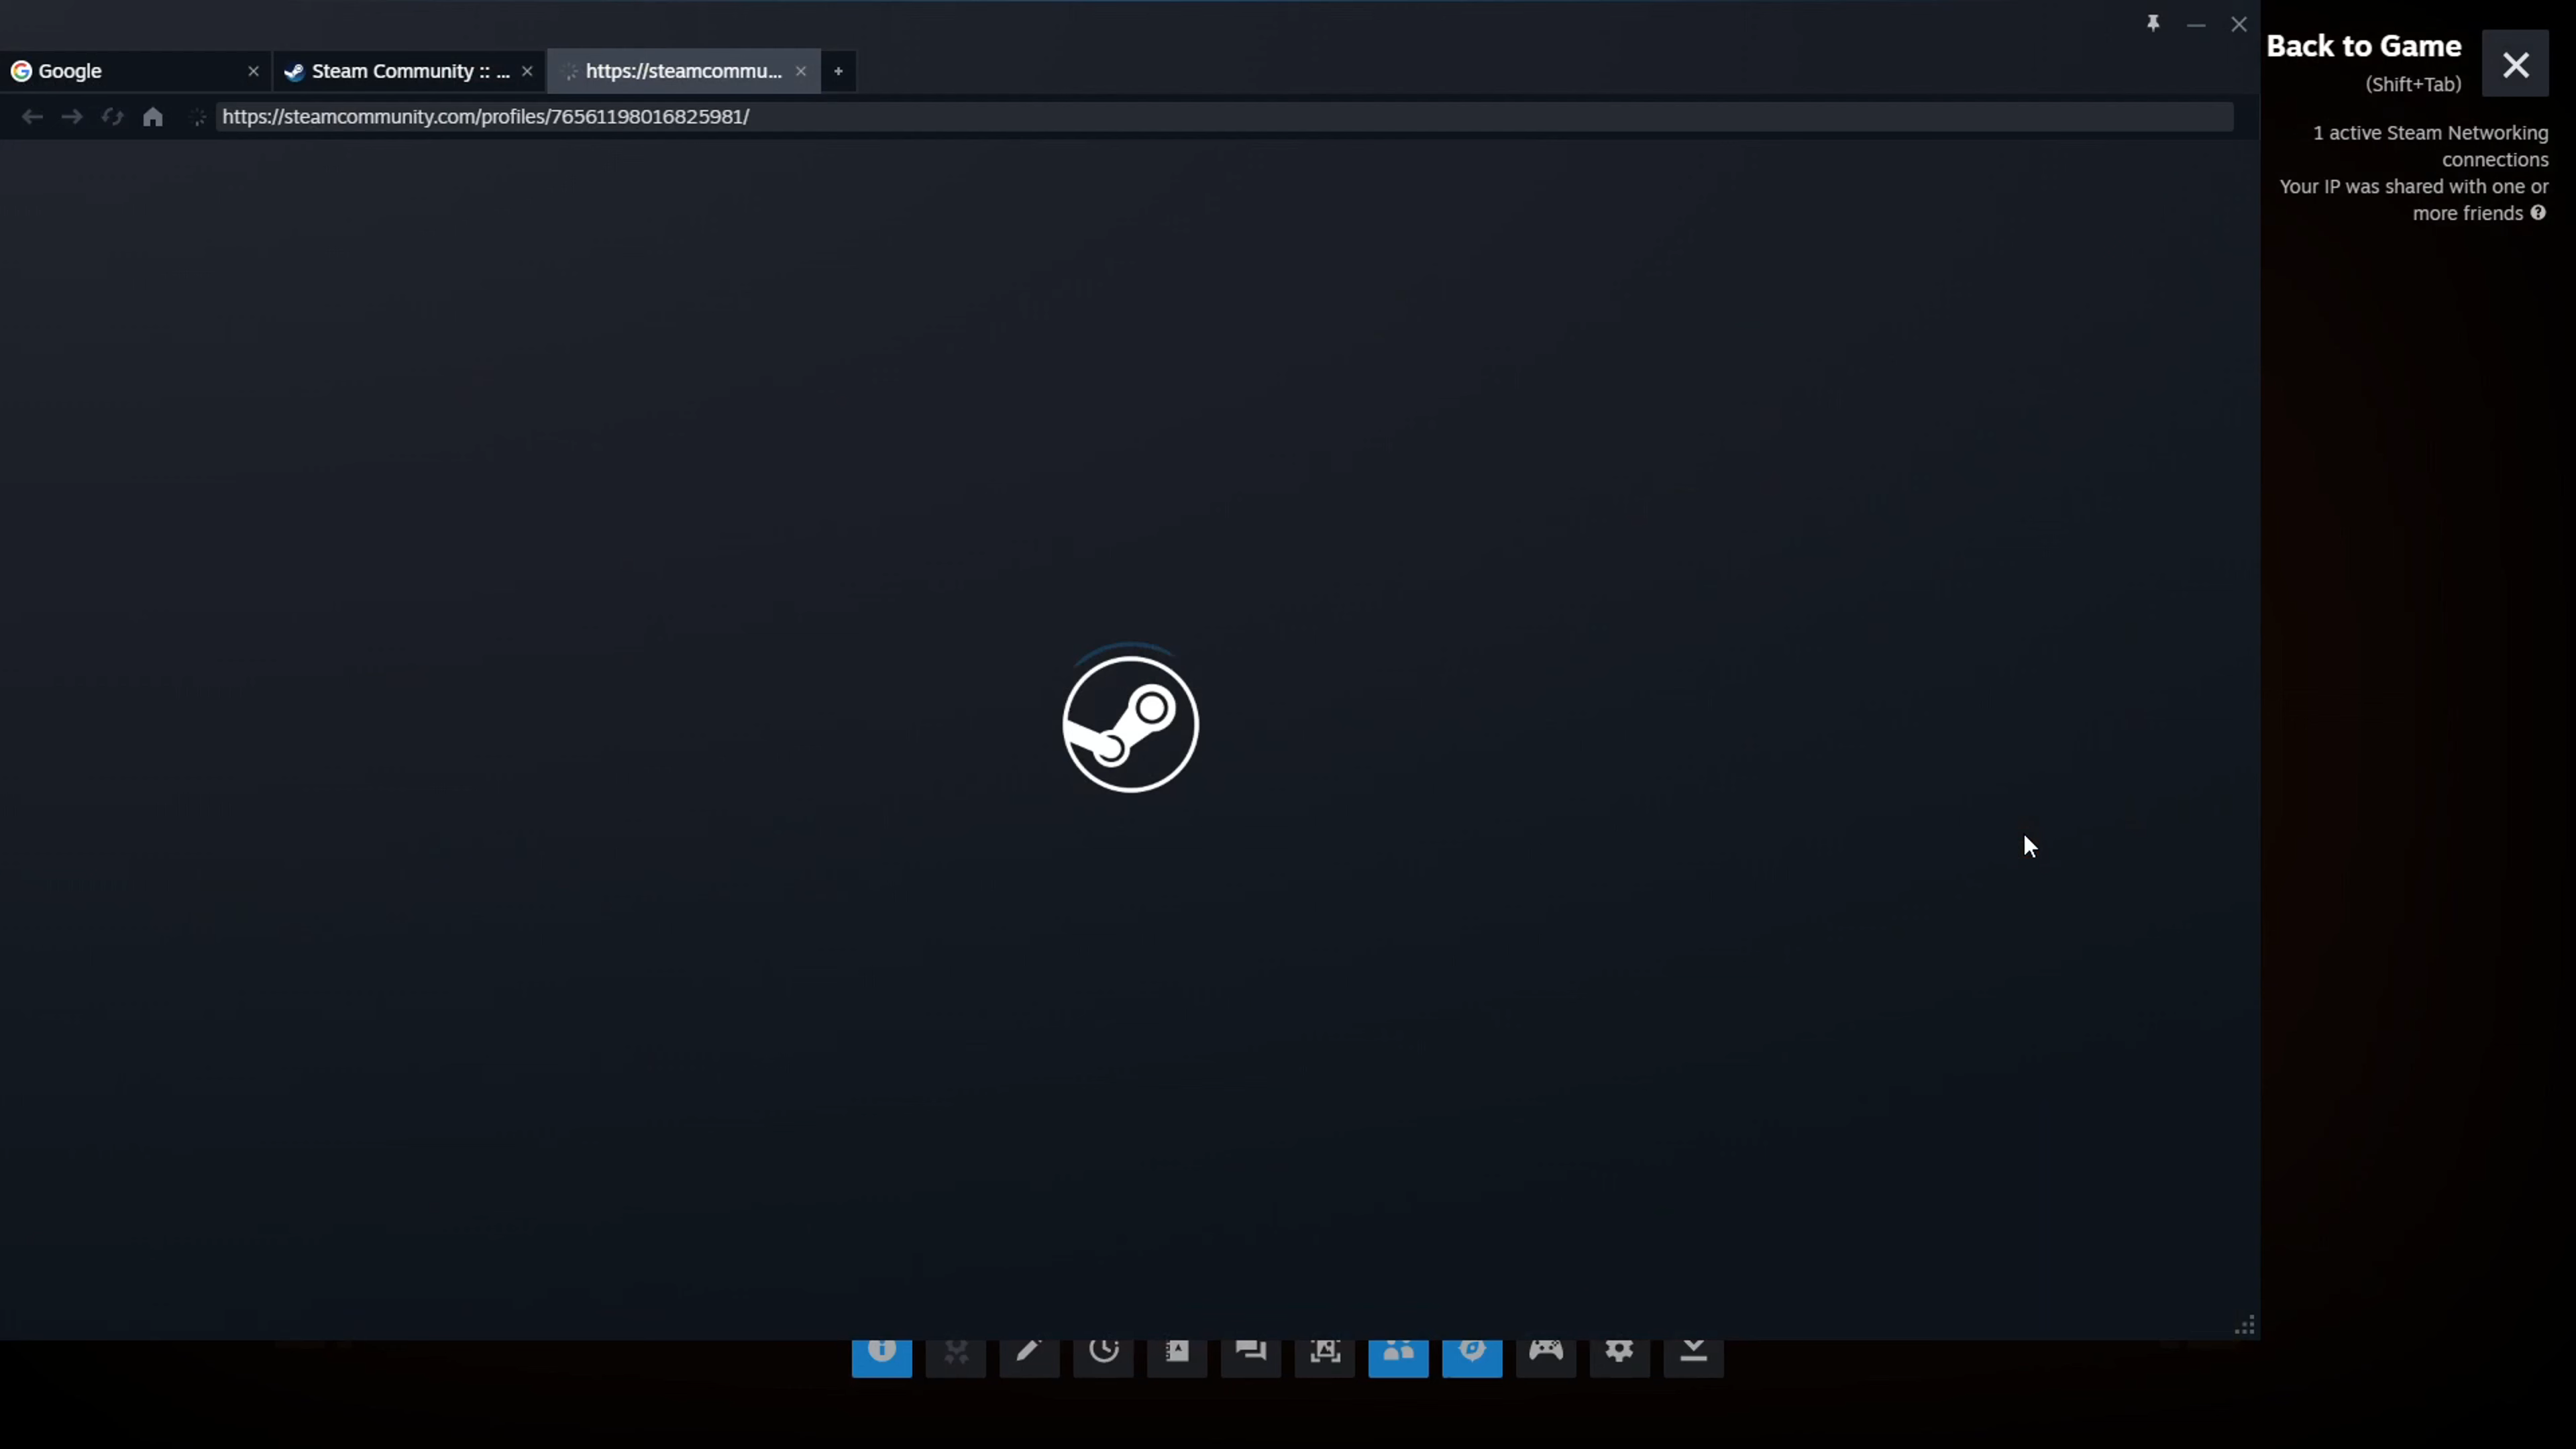 Google
Steam Community :: ...
https://steamcommu...
https://steamcommunity.com/profiles/76561198016825981/
Back to Game
(Shift+Tab)
1 active Steam Networking
connections
Your IP was shared with one or
more friends